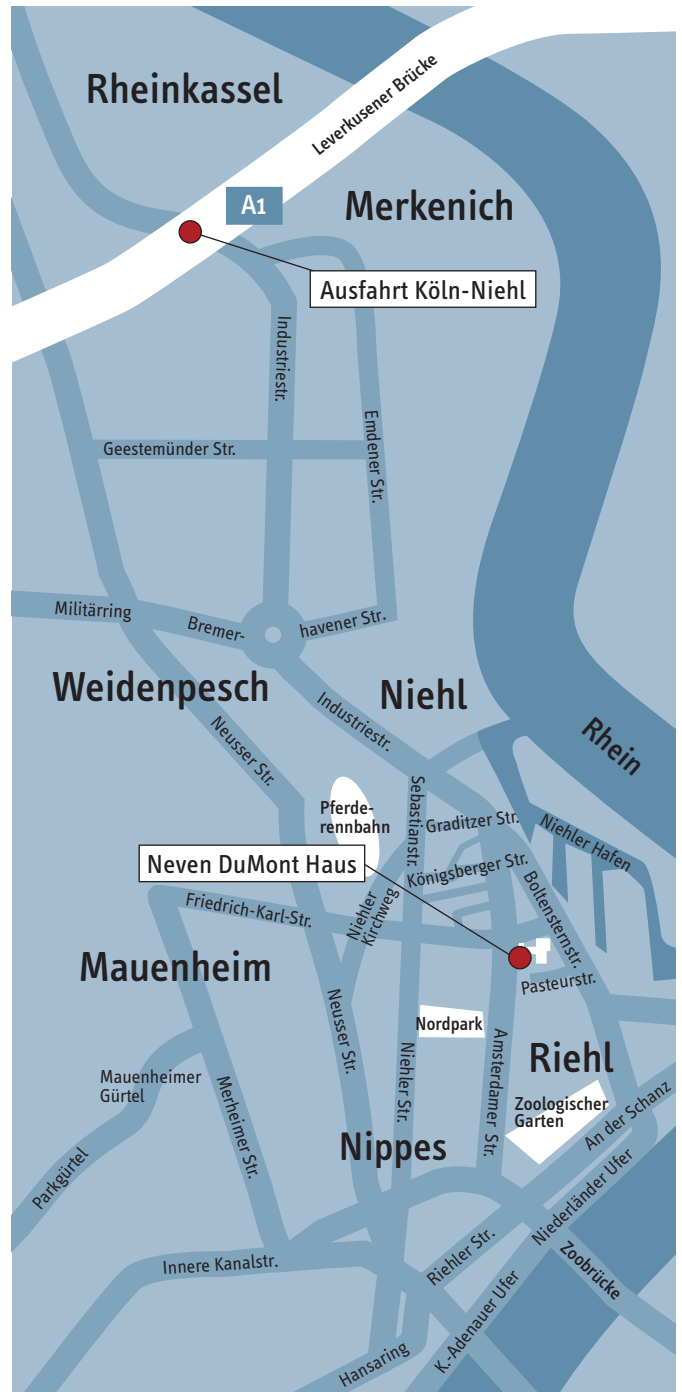 Rheinkassel
Leverkusener Brücke
A1
Merkenich
Ausfahrt Köln-Niehl
Industriestr.
Emdener Str.
Geestemünder Str.
Militärring
Bremer-
havener Str.
Weidenpesch
Niehl
Neusser Str.
Industriestr.
Rhein
Pferde-
rennbahn
Sebastianstr.
Graditzer Str.
Niehler Hafen
Neven DuMont Haus
Königsberger Str.
Boltensternstr.
Friedrich-Karl-Str.
Niehler
Kirchweg
Mauenheim
Pasteurstr.
Neusser Str.
Nordpark
Niehler Str.
Amsterdamer Str.
Riehl
Mauenheimer
Gürtel
Merheimer Str.
Zoologischer
Garten
An der Schanz
Nippes
Parkgürtel
Niederländer Ufer
Innere Kanalstr.
Riehler Str.
Zoobrücke
K.-Adenauer Ufer
Hansaring